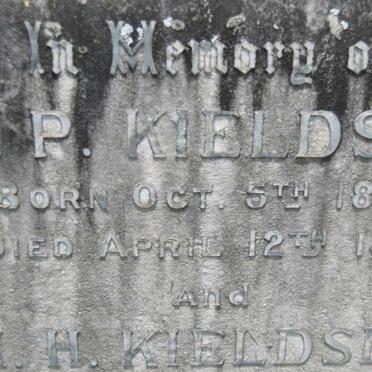 In Memory o
P. KIELDS
BORN OCT. 5TH 18
DIED APRIL 12TH 1
and
H. KIELDS